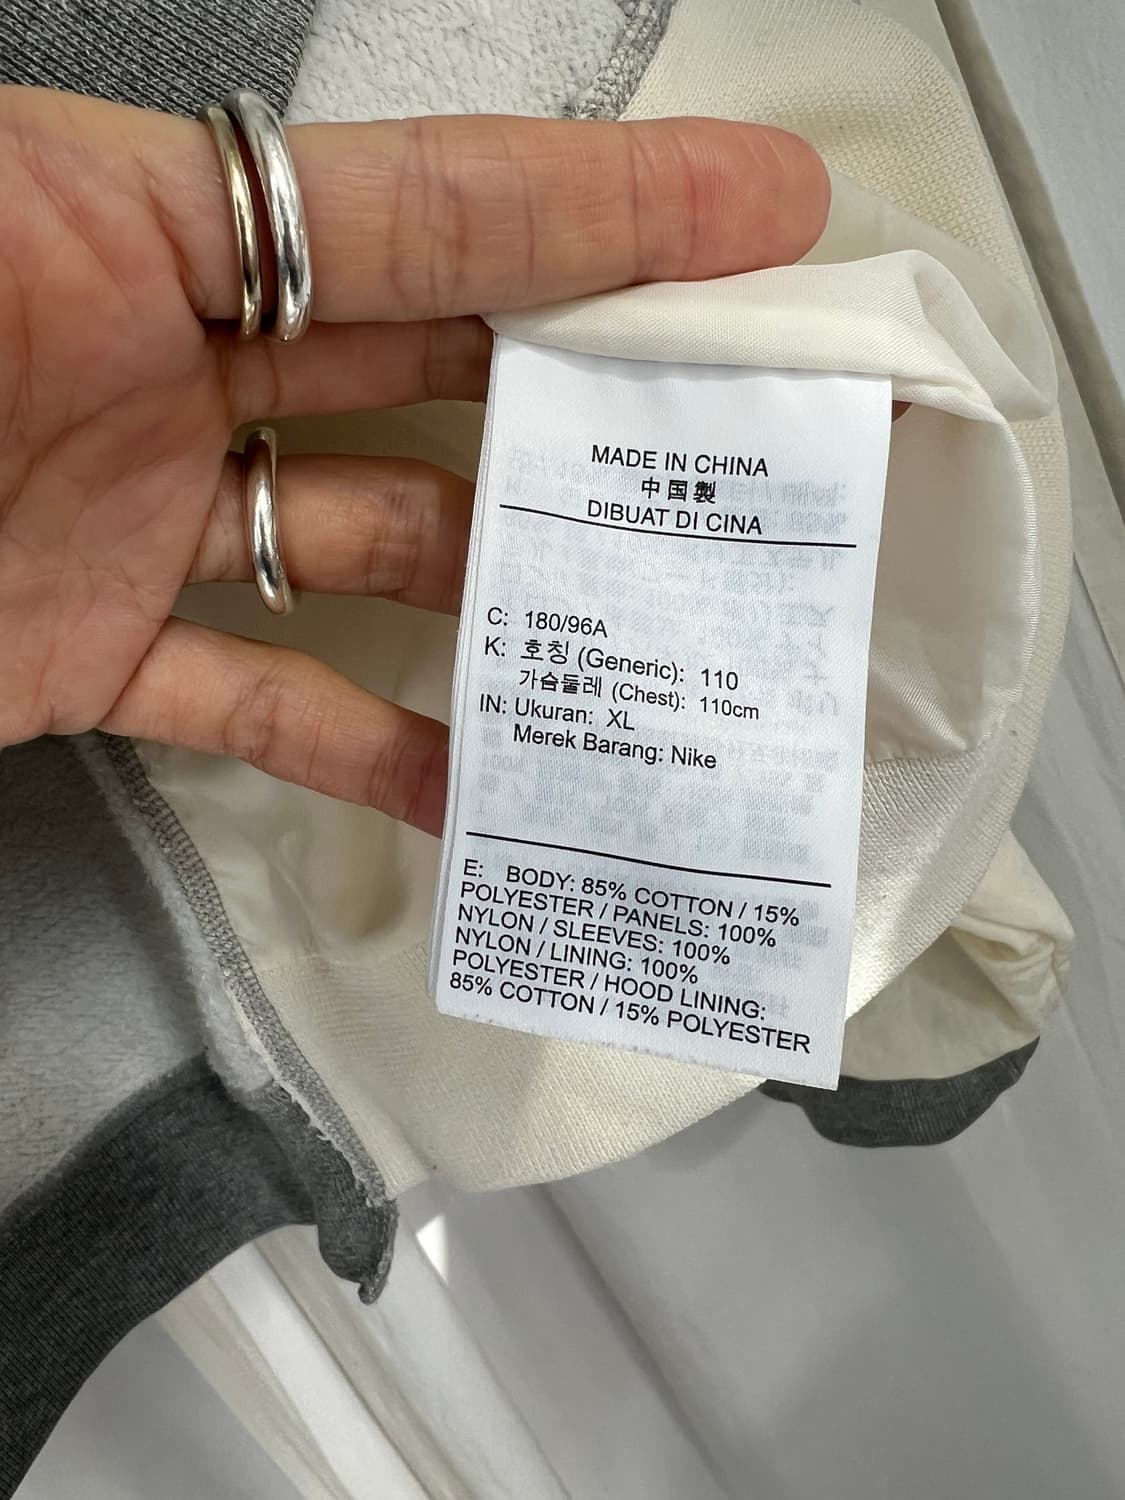 MADE IN CHINA
中国製
DIBUAT DI CINA
C: 180/96A
K: 호칭 (Generic): 110
가슴둘레 (Chest): 110cm
IN: Ukuran: XL
Merek Barang: Nike
E: BODY: 85% COTTON / 15%
POLYESTER / PANELS: 100%
NYLON / SLEEVES: 100%
NYLON / LINING: 100%
POLYESTER / HOOD LINING:
85% COTTON / 15% POLYESTER